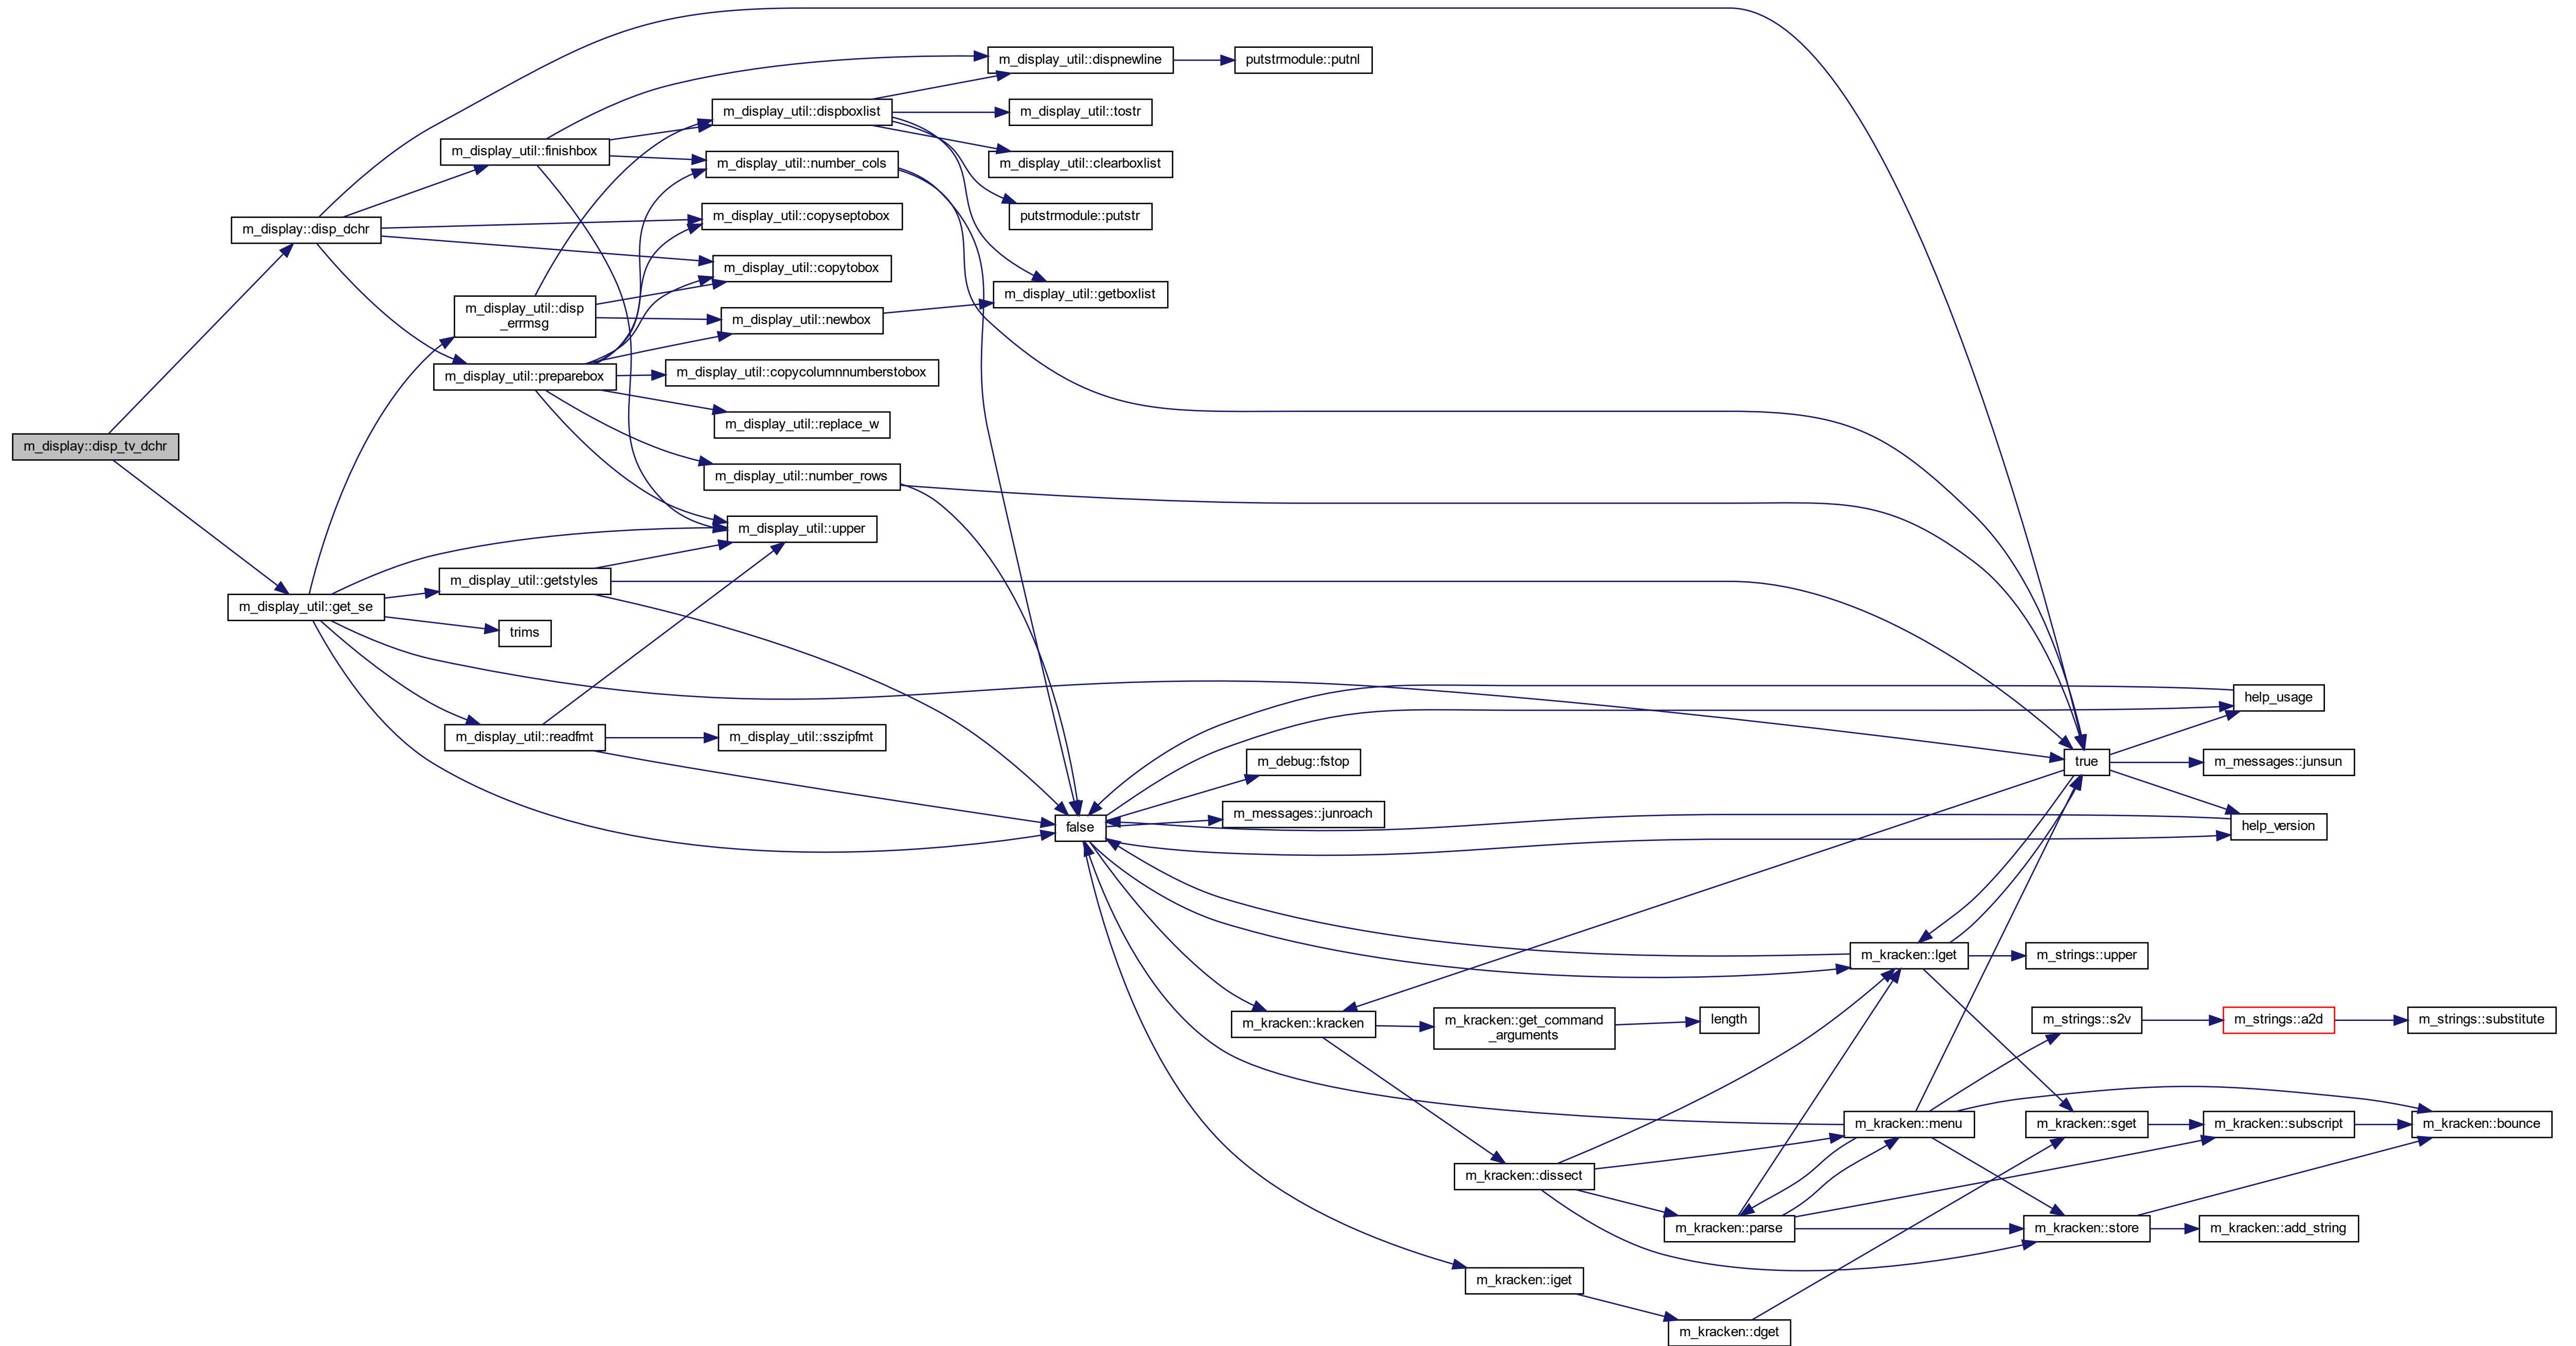 m_display_util::dispnewline
putstrmodule::putnl
m_display_util::dispboxlist
m_display_util::tostr
m_display_util::finishbox
m_display_util::number_cols
m_display_util::clearboxlist
m_display_util::copyseptobox
putstrmodule::putstr
m_display::disp_dchr
m_display_util::copytobox
m_display_util::getboxlist
m_display_util::disp
_errmsg
m_display_util::newbox
m_display_util::preparebox
m_display_util::copycolumnnumberstobox
m_display_util::replace_w
m_display::disp_tv_dchr
m_display_util::number_rows
m_display_util::upper
m_display_util::getstyles
m_display_util::get_se
trims
help_usage
m_display_util::readfmt
m_display_util::sszipfmt
m_debug::fstop
true
m_messages::junsun
m_messages::junroach
false
help_version
m_kracken::lget
m_strings::upper
m_kracken::kracken
m_kracken::get_command
_arguments
length
m_strings::s2v
m_strings::a2d
m_strings::substitute
m_kracken::menu
m_kracken::sget
m_kracken::subscript
m_kracken::bounce
m_kracken::dissect
m_kracken::parse
m_kracken::store
m_kracken::add_string
m_kracken::iget
m_kracken::dget